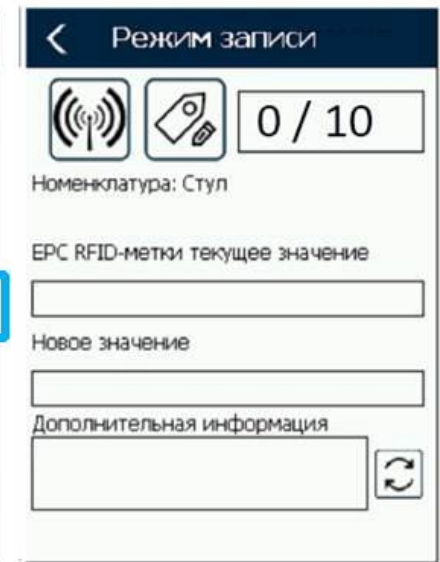 Режим записи
0 / 10
Номенклатура: Стул
EPC RFID-метки текущее значение
Новое значение
Дополнительная информация